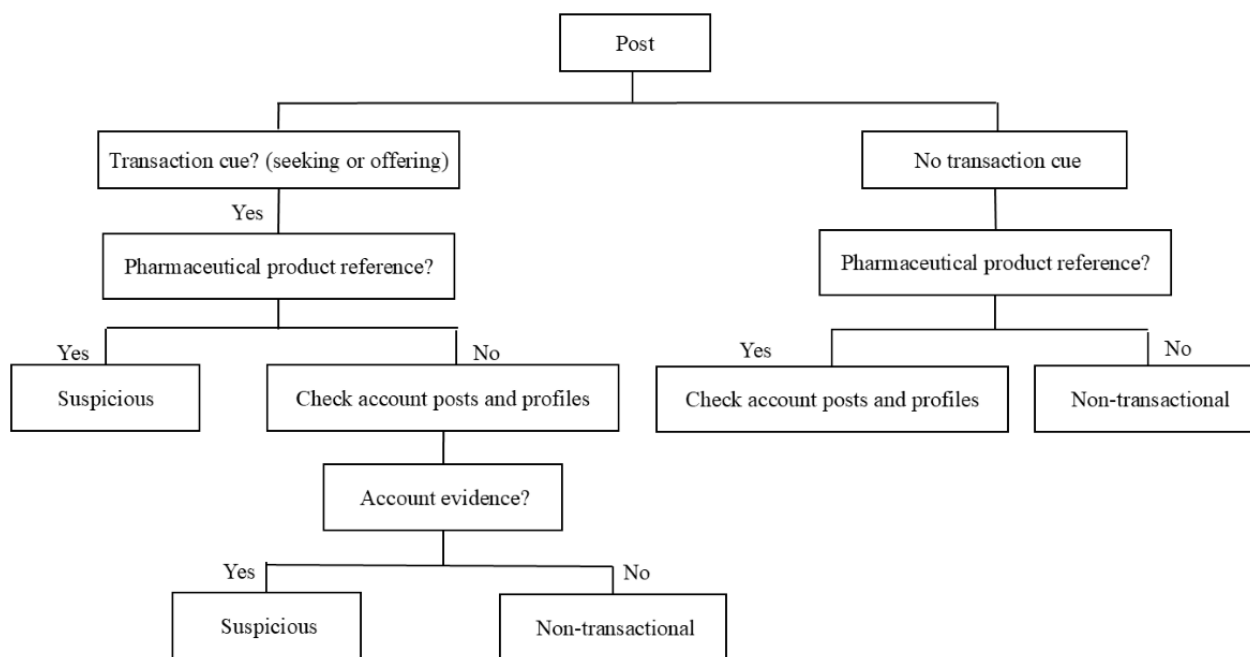 Post
Transaction cue? (seeking or offering)
No transaction cue
Yes
Pharmaceutical product reference?
Pharmaceutical product reference?
Yes
No
Yes
No
Suspicious
Check account posts and profiles
Check account posts and profiles
Non-transactional
Account evidence?
Yes
No
Suspicious
Non-transactional